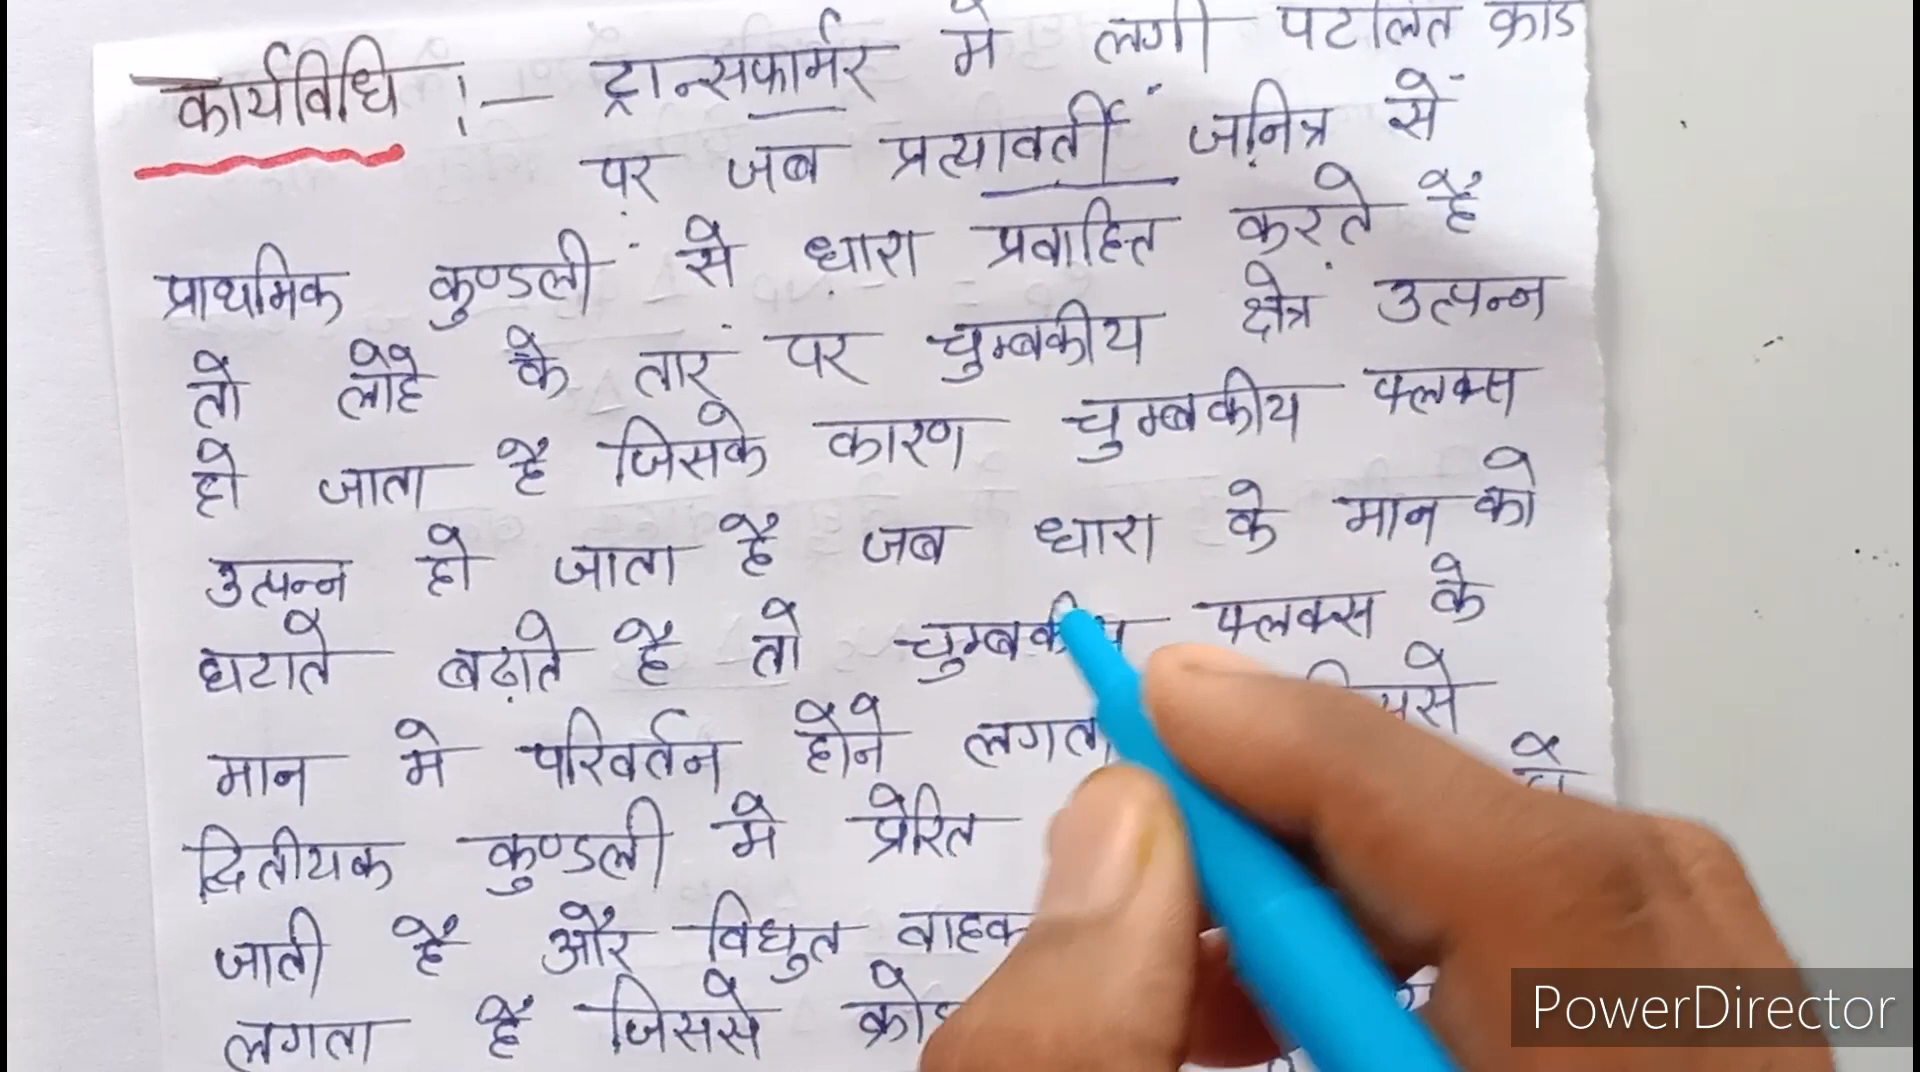 कार्यविधि :— ट्रान्सफार्मर मे लगी पटलित क्रोड
पर जब प्रत्यावर्ती जनित्र से
प्राथमिक कुण्डली से धारा प्रवाहित करते है
तो लोहे के तार पर चुम्बकीय क्षेत्र उत्पन्न
हो जाता है जिसके कारण चुम्बकीय फ्लक्स
उत्पन्न हो जाता है जब धारा के मान को
घटाते बढ़ाते है तो चुम्बकीय फ्लक्स के
मान मे परिवर्तन होने लगता
द्वितीयक कुण्डली मे प्रेरित
जाती है और विधुत वाहक
लगता है जिससे क्रोड
PowerDirector